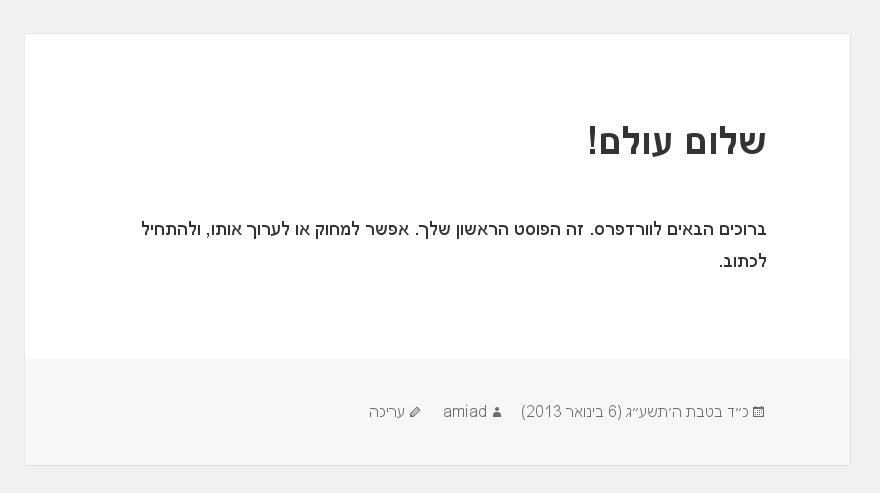 שלום עולם!
ברוכים הבאים לוורדפרס. זה הפוסט הראשון שלך. אפשר למחוק או לערוך אותו, ולהתחיל
לכתוב.
כ״ד בטבת ה׳תשע״ג (6 בינואר 2013) amiad עריכה